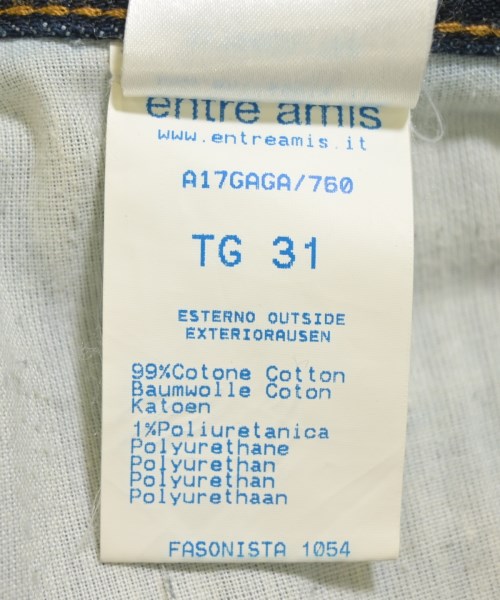 entre amis
www.entreamis.it
A17GAGA/760
TG 31
ESTERNO OUTSIDE
EXTERIORAUSEN
99%Cotone Cotton
Baumwolle Coton
Katoen
1%Poliuretanica
Polyurethane
Polyurethan
Polyurethan
Polyurethaan
FASONISTA 1054